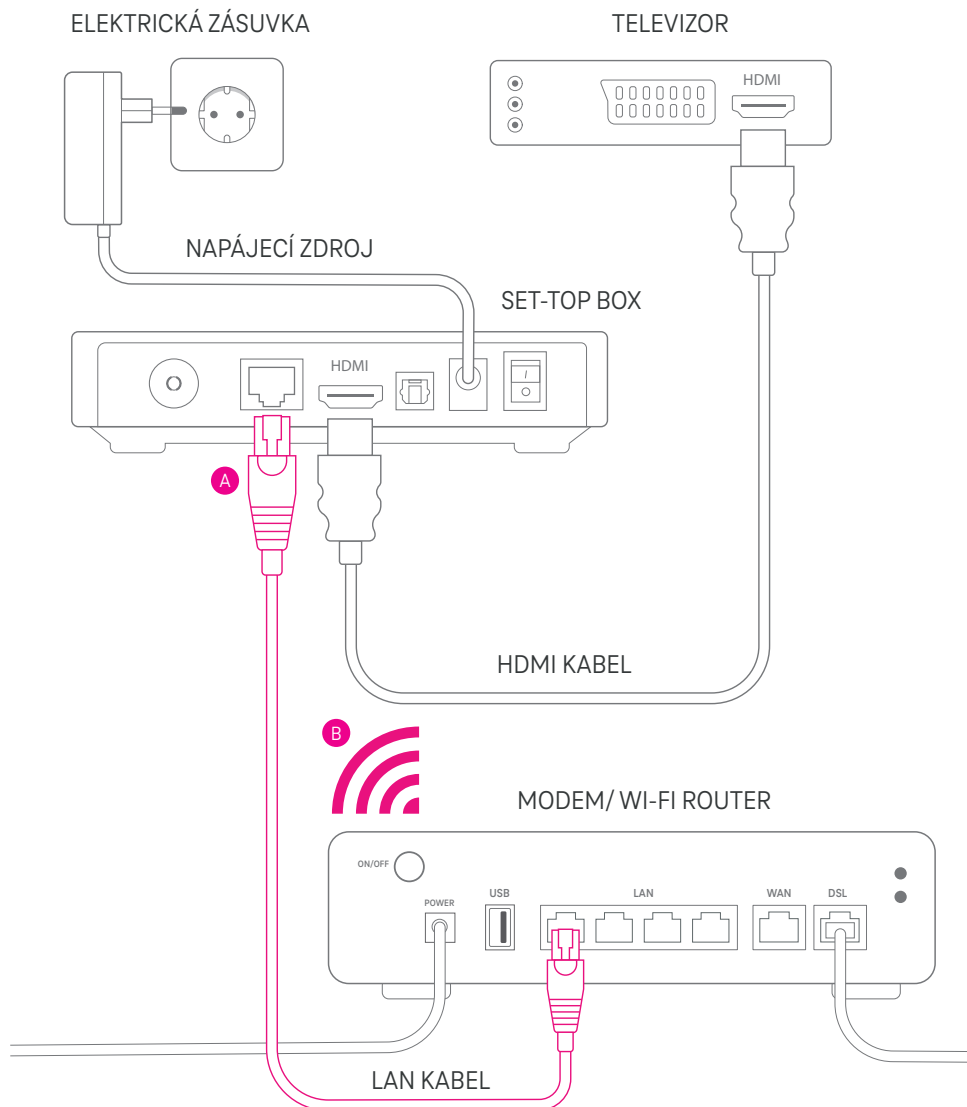 ELEKTRICKÁ ZÁSUVKA
TELEVIZOR
HDMI
NAPÁJECÍ ZDROJ
SET-TOP BOX
HDMI
A
HDMI KABEL
B
MODEM/ WI-FI ROUTER
ON/OFF
POWER
USB
LAN
WAN
DSL
LAN KABEL